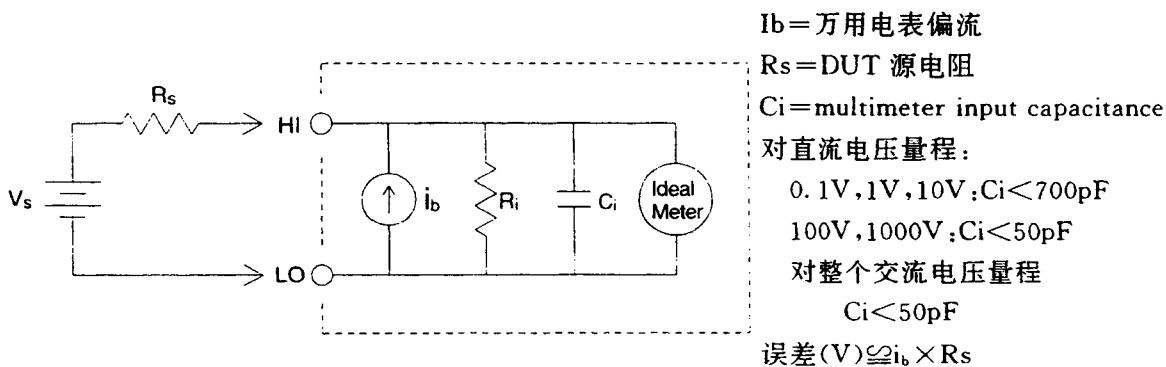 Ib=万用电表偏流
Rs=DUT 源电阻
Ci=multimeter input capacitance
对直流电压量程:
0.1V,1V,10V:Ci<700pF
100V,1000V:Ci<50pF
对整个交流电压量程
Ci<50pF
误差(V)≌ib×Rs
Rs
HI
Vs
ib
Ri
Ci
Ideal
Meter
LO